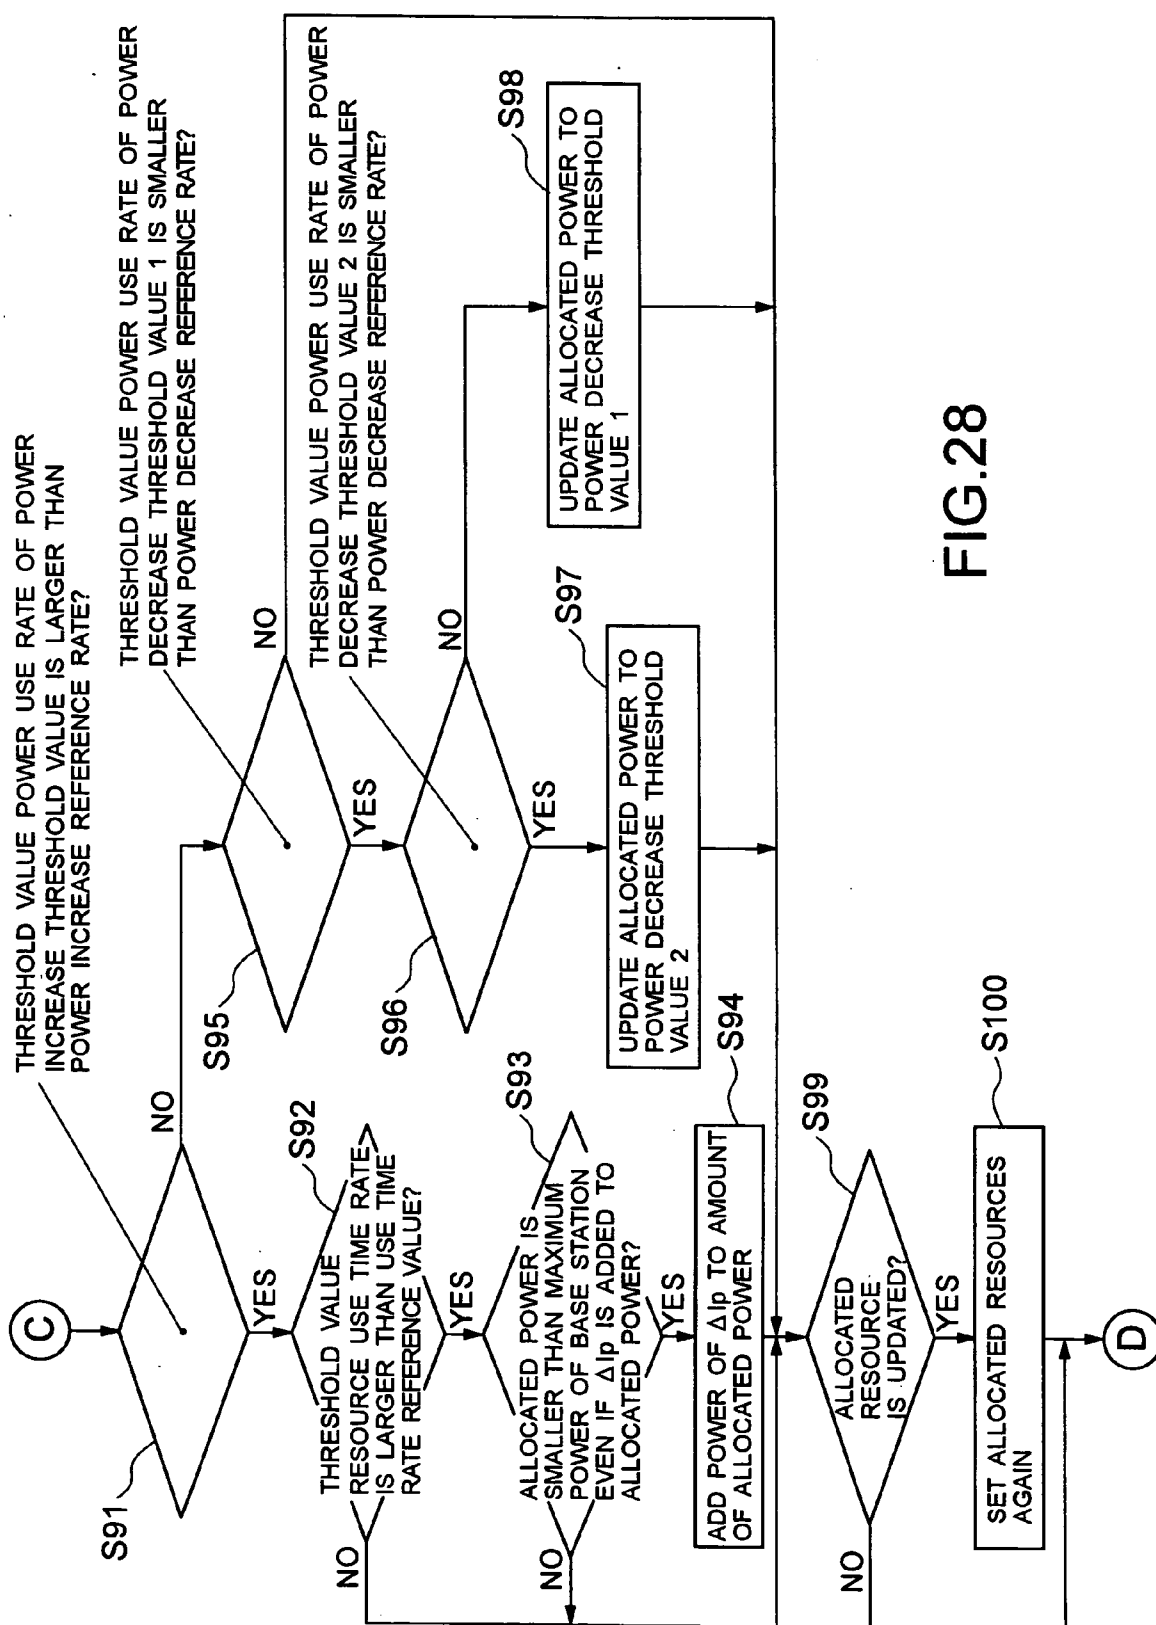 C
THRESHOLD VALUE POWER USE RATE OF POWER
INCREASE THRESHOLD VALUE IS LARGER THAN
POWER INCREASE REFERENCE RATE?
S91
NO
YES
THRESHOLD VALUE
RESOURCE USE TIME RATE
IS LARGER THAN USE TIME
RATE REFERENCE VALUE?
S92
NO
YES
ALLOCATED POWER IS
SMALLER THAN MAXIMUM
POWER OF BASE STATION
EVEN IF ΔIp IS ADDED TO
ALLOCATED POWER?
S93
NO
YES
ADD POWER OF ΔIp TO AMOUNT
OF ALLOCATED POWER
S94
THRESHOLD VALUE POWER USE RATE OF POWER
DECREASE THRESHOLD VALUE 1 IS SMALLER
THAN POWER DECREASE REFERENCE RATE?
S95
NO
YES
THRESHOLD VALUE POWER USE RATE OF POWER
DECREASE THRESHOLD VALUE 2 IS SMALLER
THAN POWER DECREASE REFERENCE RATE?
S96
NO
YES
UPDATE ALLOCATED POWER TO
POWER DECREASE THRESHOLD
VALUE 2
S97
UPDATE ALLOCATED POWER TO
POWER DECREASE THRESHOLD
VALUE 1
S98
ALLOCATED
RESOURCE
IS UPDATED?
S99
NO
YES
SET ALLOCATED RESOURCES
AGAIN
S100
D
FIG.28